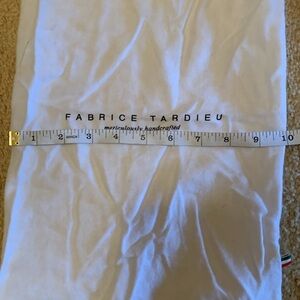 FABRICE TARDIEU
meticulously handcrafted
1 2 3 4 5 6 7 8 9 10